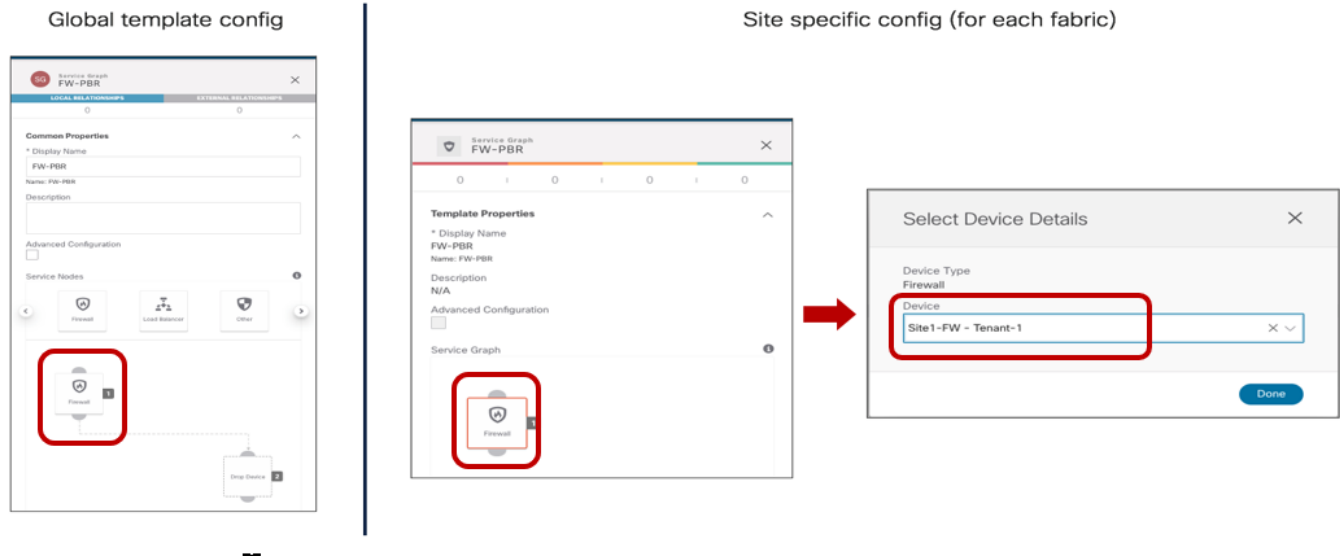 Global template config
Site specific config (for each fabric)
SG
Service Graph
FW-PBR
LOCAL RELATIONSHIPS
EXTERNAL RELATIONSHIPS
0
0
Common Properties
* Display Name
FW-PBR
Name: FW-PBR
Description
Advanced Configuration
Service Nodes
Firewall
Load Balancer
Other
Firewall
1
Drop Device
2
Service Graph
FW-PBR
0
0
0
0
Template Properties
* Display Name
FW-PBR
Name: FW-PBR
Description
N/A
Advanced Configuration
Service Graph
Firewall
1
Select Device Details
Device Type
Firewall
Device
Site1-FW - Tenant-1
Done